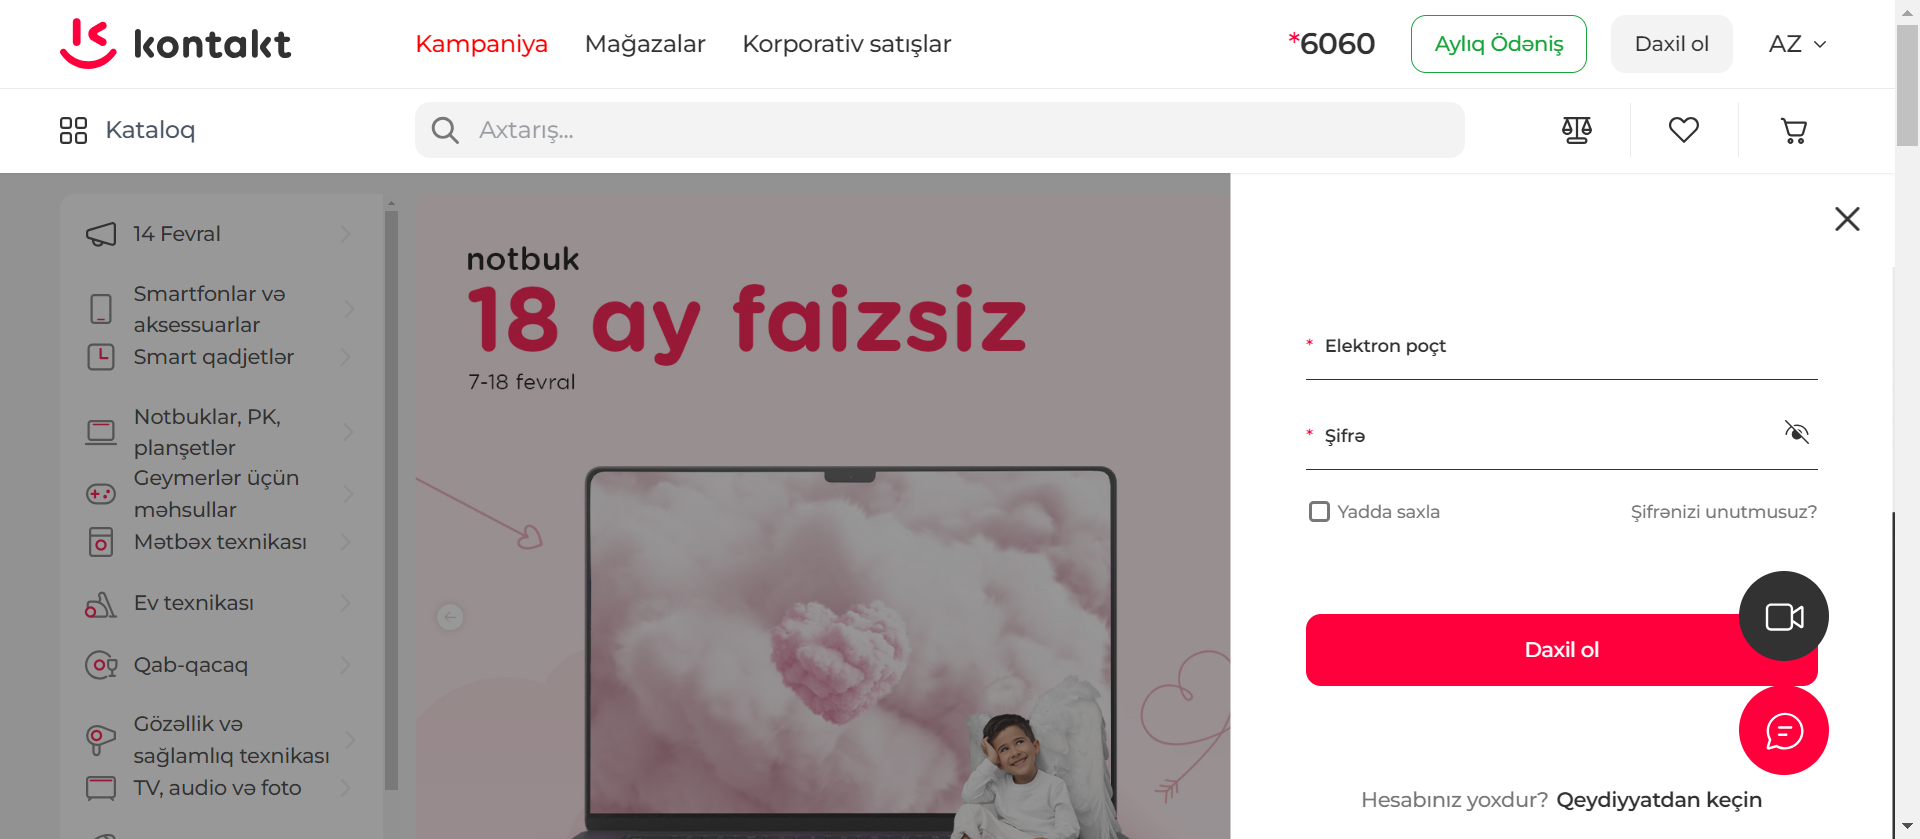 kontakt
Kampaniya
Mağazalar
Korporativ satışlar
*6060
Aylıq Ödəniş
Daxil ol
AZ
Kataloq
Axtarış...
14 Fevral
Smartfonlar və
aksessuarlar
Smart qadjetlər
Notbuklar, PK,
planşetlər
Geymerlər üçün
məhsullar
Mətbəx texnikası
Ev texnikası
Qab-qacaq
Gözəllik və
sağlamlıq texnikası
TV, audio və foto
notbuk
18 ay faizsiz
7-18 fevral
* Elektron poçt
* Şifrə
Yadda saxla
Şifrənizi unutmusuz?
Daxil ol
Hesabınız yoxdur? Qeydiyyatdan keçin